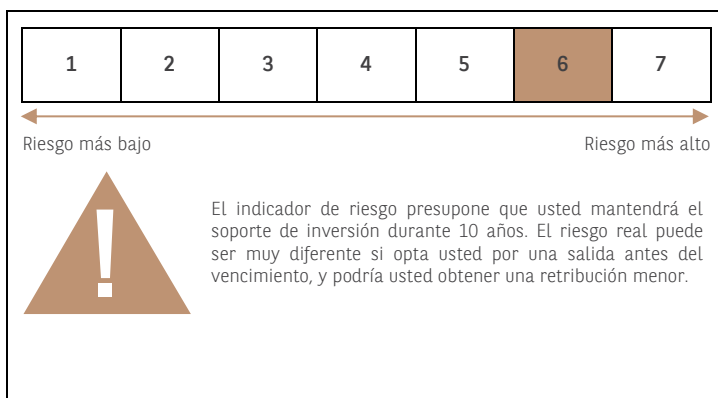 1 2 3 4 5 6 7
Riesgo más bajo Riesgo más alto
!
El indicador de riesgo presupone que usted mantendrá el
soporte de inversión durante 10 años. El riesgo real puede
ser muy diferente si opta usted por una salida antes del
vencimiento, y podría usted obtener una retribución menor.